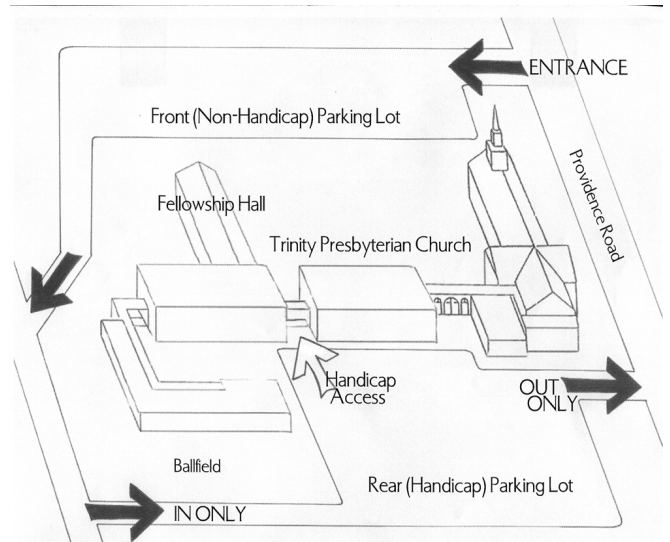 ENTRANCE
Front (Non-Handicap) Parking Lot
Providence Road
Fellowship Hall
Trinity Presbyterian Church
Handicap
Access
OUT
ONLY
Ballfield
Rear (Handicap) Parking Lot
IN ONLY